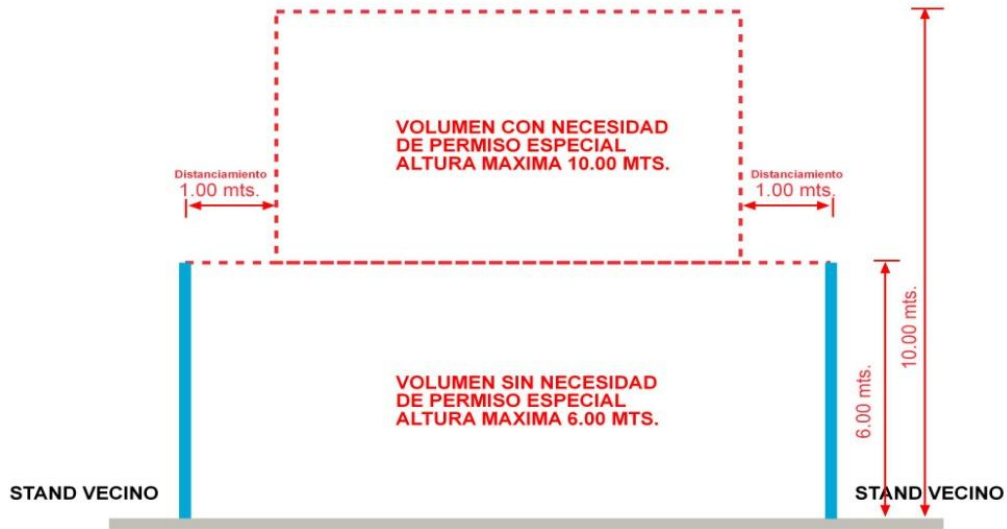 VOLUMEN CON NECESIDAD
DE PERMISO ESPECIAL
ALTURA MAXIMA 10.00 MTS.
Distanciamiento
1.00 mts.
Distanciamiento
1.00 mts.
10.00 mts.
6.00 mts.
VOLUMEN SIN NECESIDAD
DE PERMISO ESPECIAL
ALTURA MAXIMA 6.00 MTS.
STAND VECINO
STAND VECINO